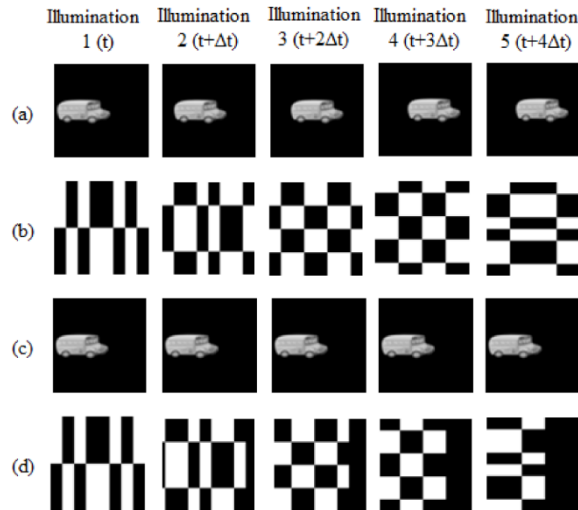 Illumination Illumination Illumination Illumination Illumination
1 (t) 2 (t+Δt) 3 (t+2Δt) 4 (t+3Δt) 5 (t+4Δt)
(a)
(b)
(c)
(d)